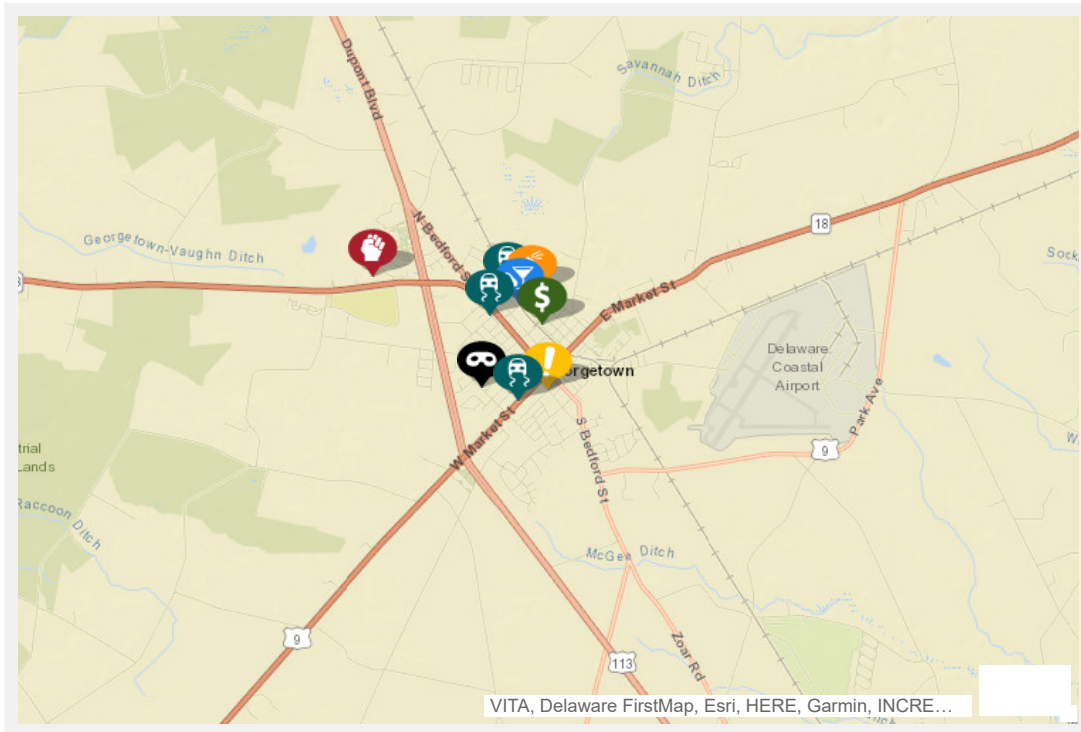 Dupont Blvd
Savannah Ditch
N Bedford S
18
Georgetown-Vaughn Ditch
Sock
E Market St
$
!
orgetown
Delaware
Coastal
Airport
Park Ave
W Market St
S Bedford St
9
trial
Lands
W
Raccoon Ditch
McGee Ditch
9
Zoar Rd
113
VITA, Delaware FirstMap, Esri, HERE, Garmin, INCRE…